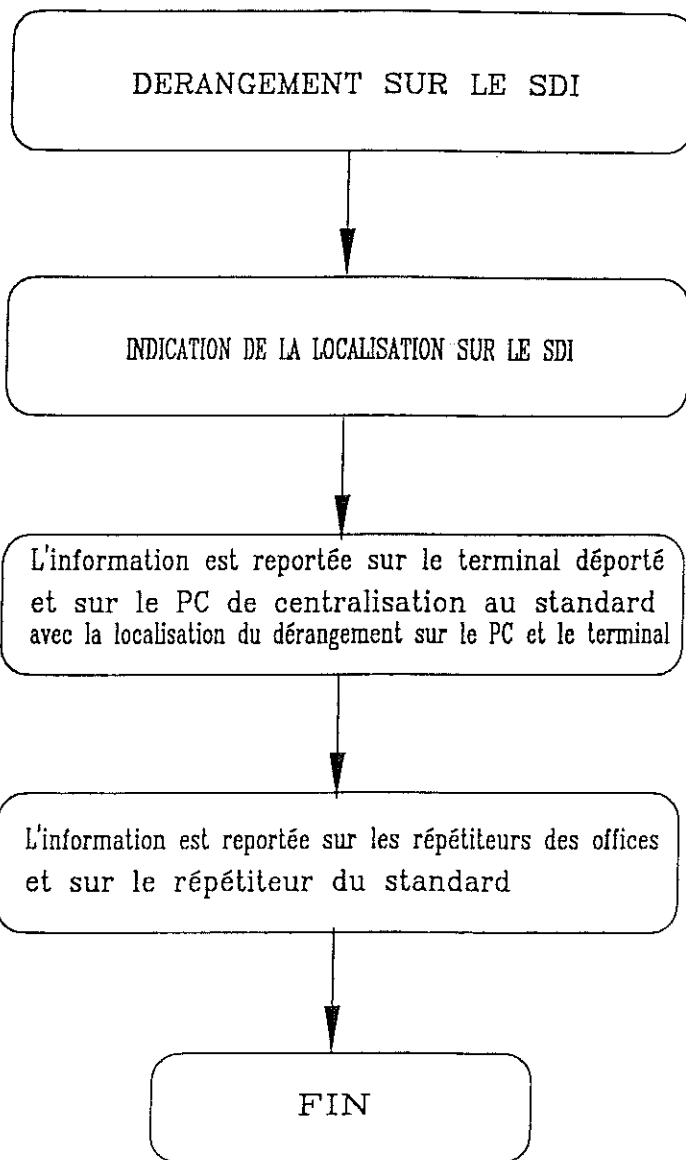 DERANGEMENT SUR LE SDI
INDICATION DE LA LOCALISATION SUR LE SDI
L'information est reportée sur le terminal déporté
et sur le PC de centralisation au standard
avec la localisation du dérangement sur le PC et le terminal
L'information est reportée sur les répétiteurs des offices
et sur le répétiteur du standard
FIN